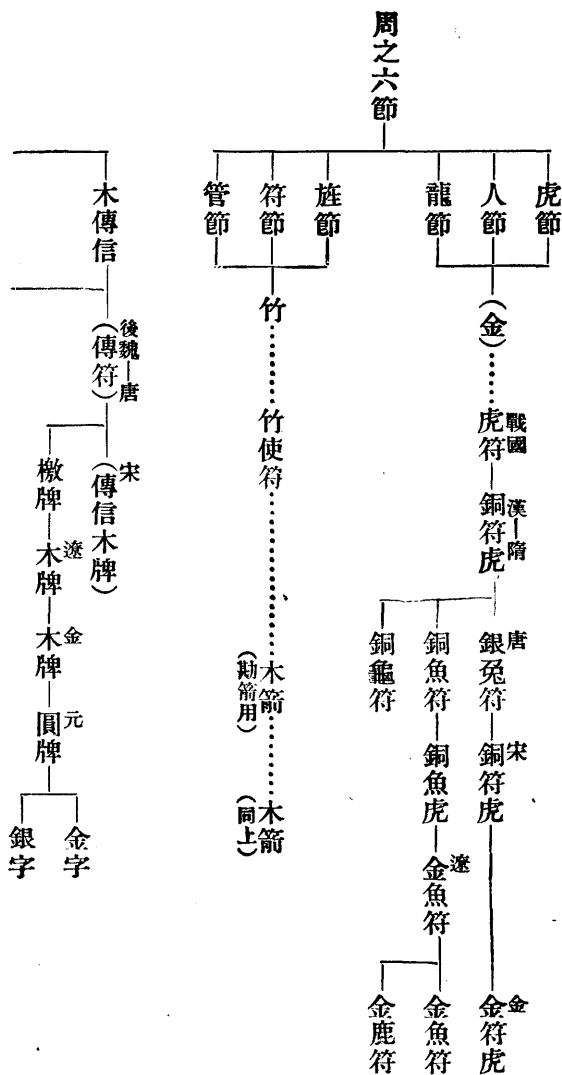 周之六節
虎節
人節
龍節
旌節
符節
管節
(金)
戰國
虎符
漢—隋
銅符虎
唐
銀兎符
銅魚符
銅龜符
宋
銅符虎
銅魚虎
遼
金魚符
金
金符虎
金魚符
金鹿符
竹
竹使符
木箭
(勘箭用)
木箭
(同上)
木傳信
後魏—唐
(傳符)
宋
(傳信木牌)
檄牌
遼
木牌
金
木牌
元
圓牌
金字
銀字